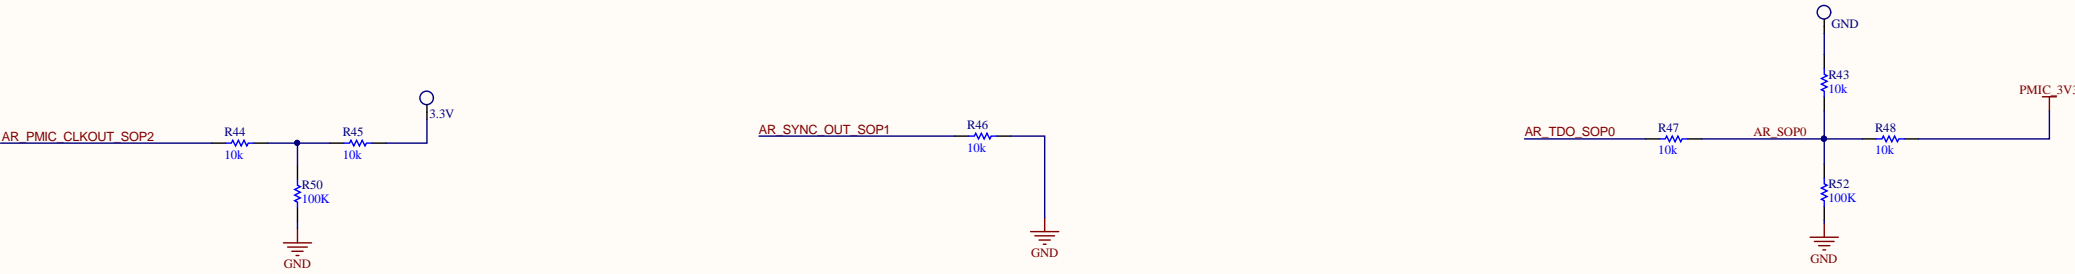 AR_PMIC_CLKOUT_SOP2
R44
10k
R45
10k
3.3V
R50
100K
GND
AR_SYNC_OUT_SOP1
R46
10k
GND
AR_TDO_SOP0
R47
10k
AR_SOP0
GND
R43
10k
R48
10k
PMIC_3V3
R52
100K
GND